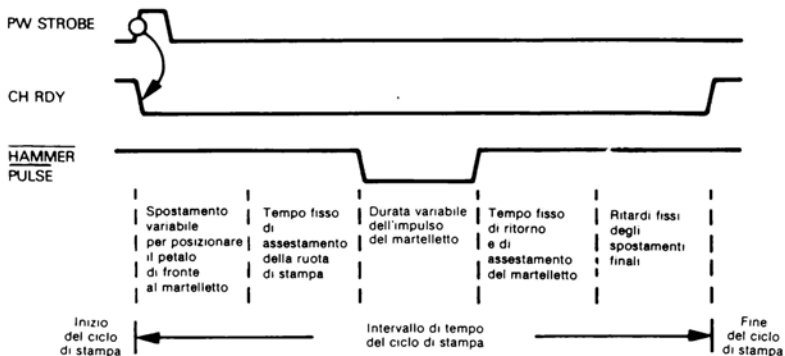 PW STROBE
CH RDY
HAMMER
PULSE
Spostamento
variabile
per posizionare
il petalo
di fronte
al martelletto
Tempo fisso
di
assestamento
della ruota
di stampa
Durata variabile
dell'impulso
del martelletto
Tempo fisso
di ritorno
e di
assestamento
del martelletto
Ritardi fissi
degli
spostamenti
finali
Inizio
del ciclo
di stampa
Intervallo di tempo
del ciclo di stampa
Fine
del ciclo
di stampa